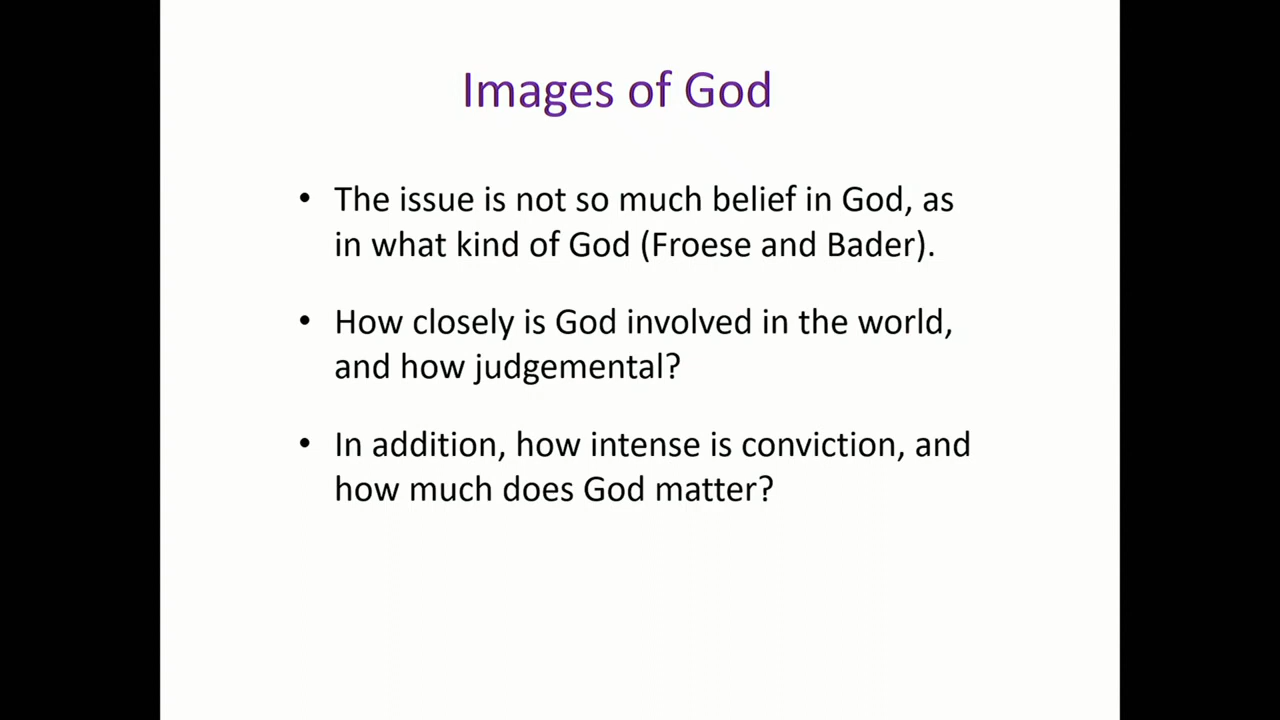 Images of God
• The issue is not so much belief in God, as
in what kind of God (Froese and Bader).
• How closely is God involved in the world,
and how judgemental?
• In addition, how intense is conviction, and
how much does God matter?